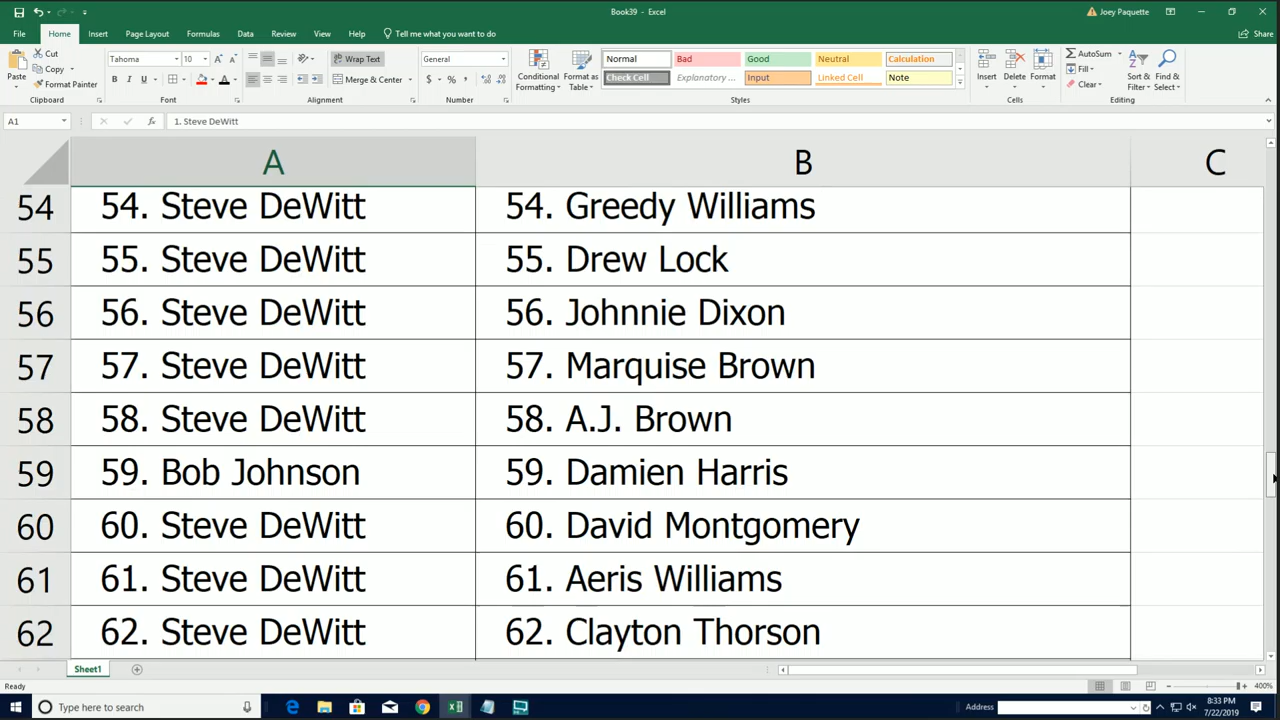 Book39 - Excel
Joey Paquette
File Home Insert Page Layout Formulas Data Review View Help Tell me what you want to do
Share
Paste
Cut
Copy
Format Painter
Clipboard
Tahoma 10
B I U
Font
Wrap Text
Merge & Center
Alignment
General
$ % ,
Number
Conditional Formatting
Format as Table
Normal Bad Good Neutral Calculation
Check Cell Explanatory ... Input Linked Cell Note
Styles
Insert Delete Format
Cells
AutoSum
Fill
Clear
Sort & Filter
Find & Select
Editing
A1 fx 1. Steve DeWitt
A B C
54 54. Steve DeWitt 54. Greedy Williams
55 55. Steve DeWitt 55. Drew Lock
56 56. Steve DeWitt 56. Johnnie Dixon
57 57. Steve DeWitt 57. Marquise Brown
58 58. Steve DeWitt 58. A.J. Brown
59 59. Bob Johnson 59. Damien Harris
60 60. Steve DeWitt 60. David Montgomery
61 61. Steve DeWitt 61. Aeris Williams
62 62. Steve DeWitt 62. Clayton Thorson
Sheet1
Ready
400%
Type here to search
Address
8:33 PM
7/22/2019